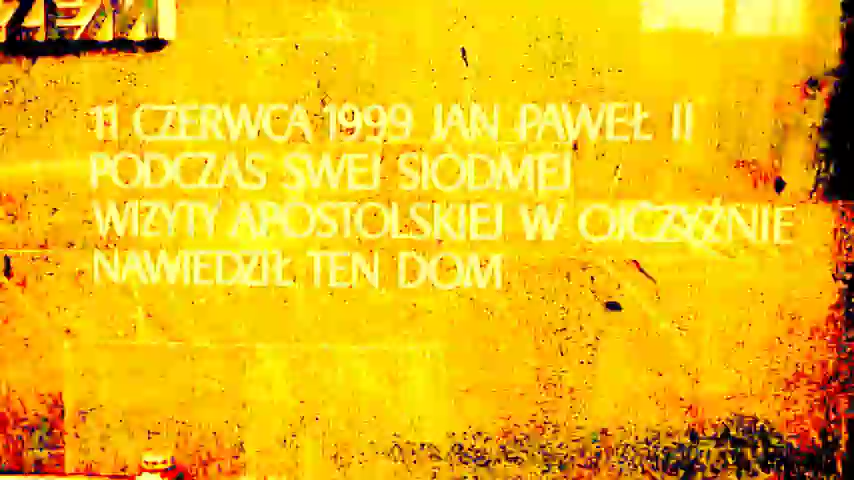 11 CZERWCA 1999 JAN PAWEŁ II
PODCZAS SWEJ SIÓDMEJ
WIZYTY APOSTOLSKIEJ W OJCZYŹNIE
NAWIEDZIŁ TEN DOM